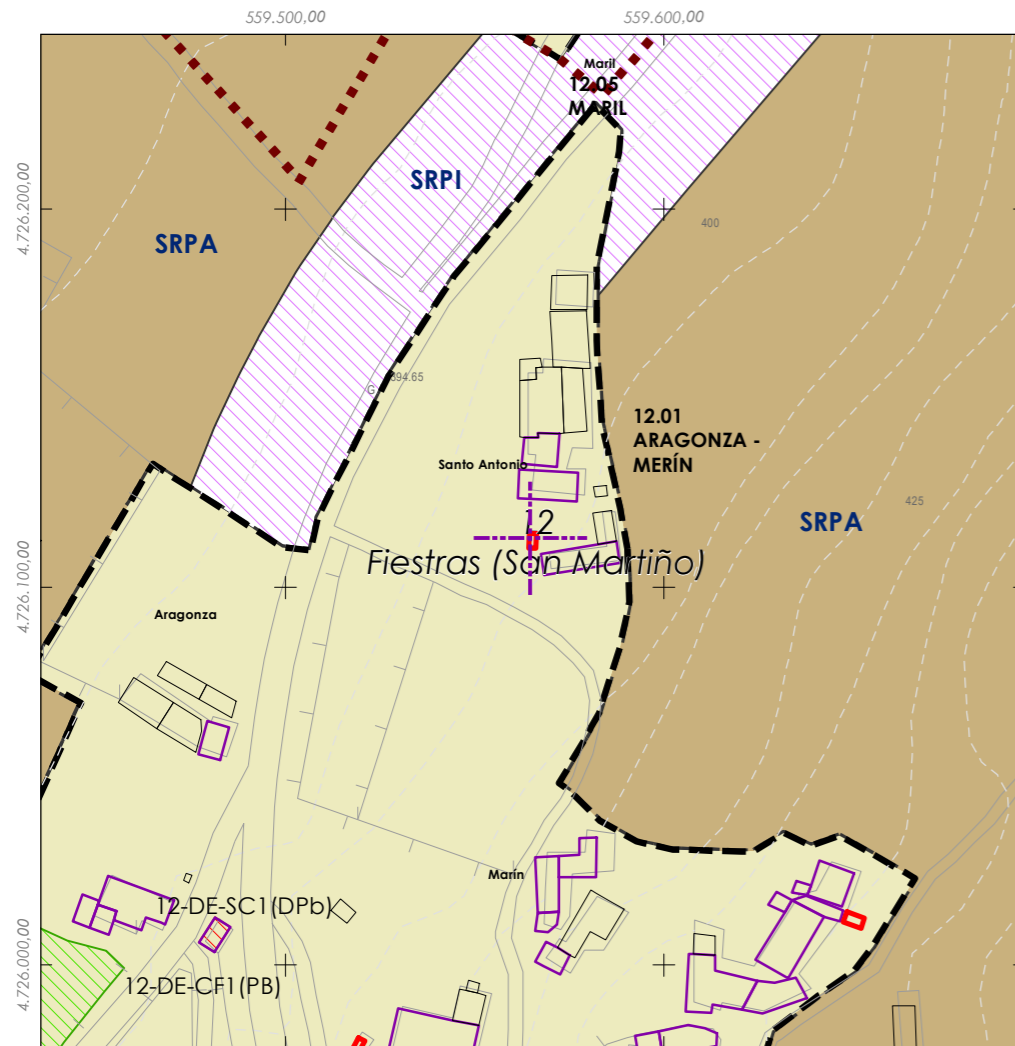 559.500,00
559.600,00
Maril
12.05
MARIL
SRPI
4.726.200,00
400
SRPA
G
394.65
12.01
ARAGONZA -
MERÍN
Santo Antonio
425
SRPA
12
Fiestras (San Martiño)
4.726.100,00
Aragonza
Marín
12-DE-SC1(DPb)
4.726.000,00
12-DE-CF1(PB)